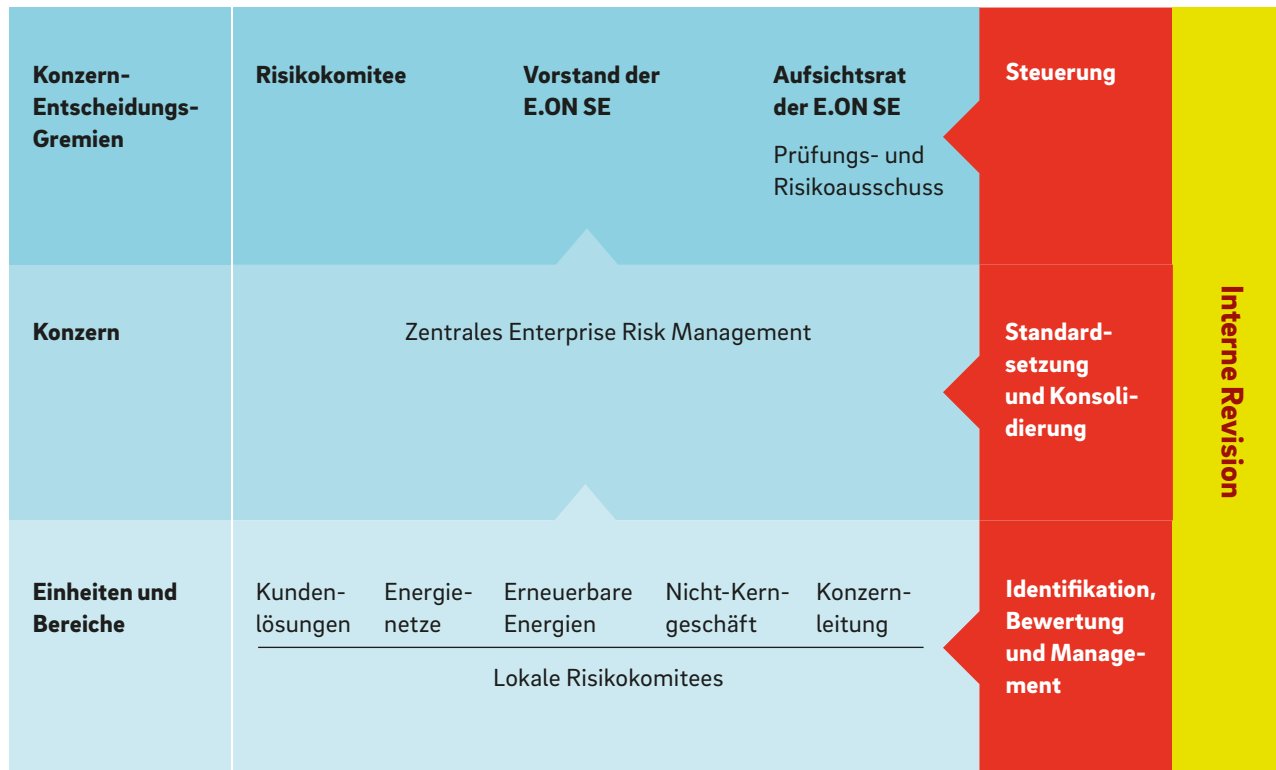 Konzern-
Entscheidungs-
Gremien
Risikokomitee
Vorstand der
E.ON SE
Aufsichtsrat
der E.ON SE
Prüfungs- und
Risikoausschuss
Steuerung
Konzern
Zentrales Enterprise Risk Management
Standard-
setzung
und Konsoli-
dierung
Einheiten und
Bereiche
Kunden-
lösungen
Energie-
netze
Erneuerbare
Energien
Nicht-Kern-
geschäft
Konzern-
leitung
Lokale Risikokomitees
Identifikation,
Bewertung
und Manage-
ment
Interne Revision